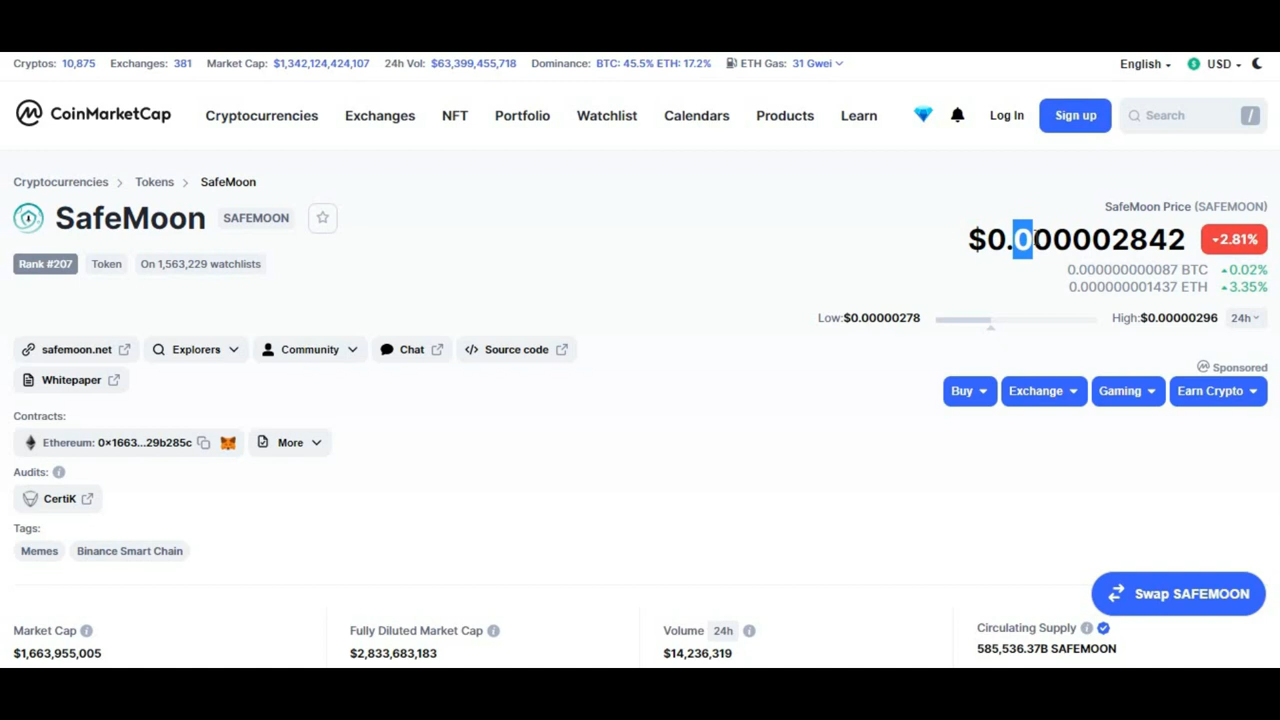 Cryptos: 10,875 Exchanges: 381 Market Cap: $1,342,124,424,107 24h Vol: $63,399,455,718 Dominance: BTC: 45.5% ETH: 17.2% ETH Gas: 31 Gwei English USD
CoinMarketCap Cryptocurrencies Exchanges NFT Portfolio Watchlist Calendars Products Learn Log In Sign up Search /
Cryptocurrencies > Tokens > SafeMoon
SafeMoon SAFEMOON
Rank #207 Token On 1,563,229 watchlists
SafeMoon Price (SAFEMOON)
$0.000002842 2.81%
0.000000000087 BTC 0.02%
0.000000001437 ETH 3.35%
Low:$0.00000278 High:$0.00000296 24h
safemoon.net Explorers Community Chat Source code
Whitepaper
Sponsored
Buy Exchange Gaming Earn Crypto
Contracts:
Ethereum: 0x1663...29b285c More
Audits:
CertiK
Tags:
Memes Binance Smart Chain
Swap SAFEMOON
Market Cap Fully Diluted Market Cap Volume 24h Circulating Supply
$1,663,955,005 $2,833,683,183 $14,236,319 585,536.37B SAFEMOON